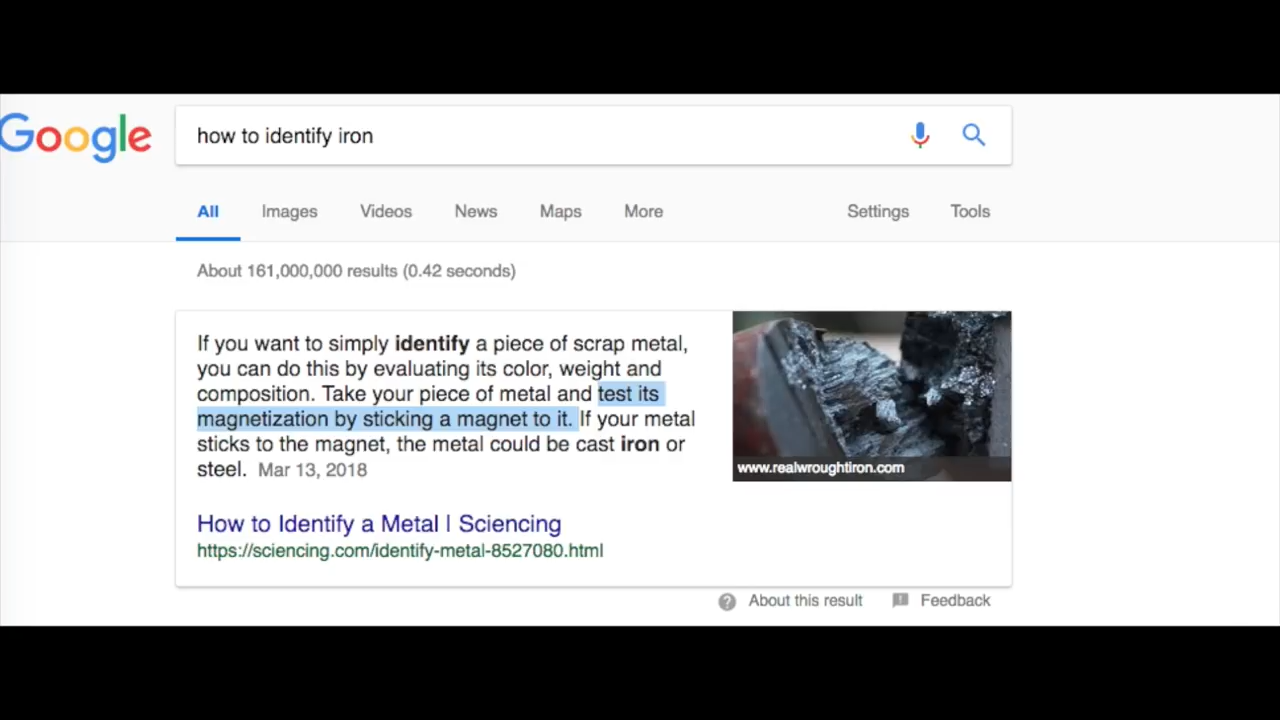 Google
how to identify iron
All Images Videos News Maps More Settings Tools
About 161,000,000 results (0.42 seconds)
If you want to simply identify a piece of scrap metal,
you can do this by evaluating its color, weight and
composition. Take your piece of metal and test its
magnetization by sticking a magnet to it. If your metal
sticks to the magnet, the metal could be cast iron or
steel. Mar 13, 2018
www.realwroughtiron.com
How to Identify a Metal | Sciencing
https://sciencing.com/identify-metal-8527080.html
About this result Feedback